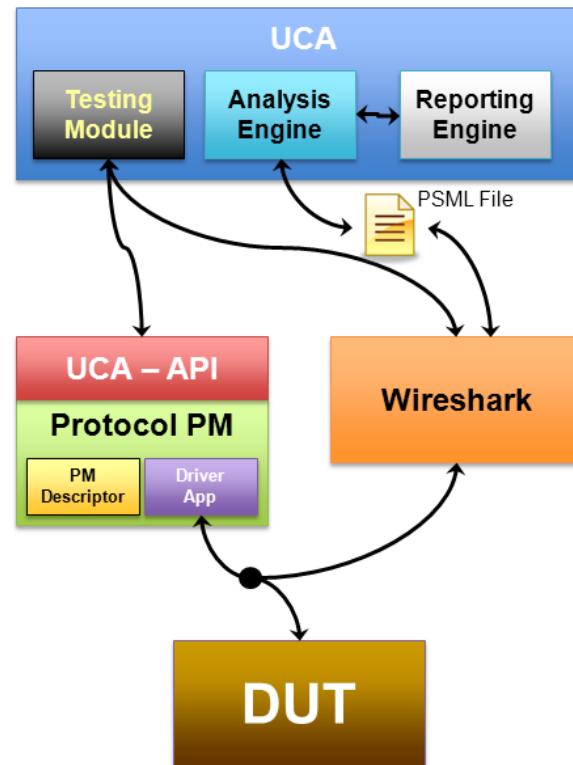 UCA
Testing
Module
Analysis
Engine
Reporting
Engine
PSML File
UCA – API
Protocol PM
PM
Descriptor
Driver
App
Wireshark
DUT